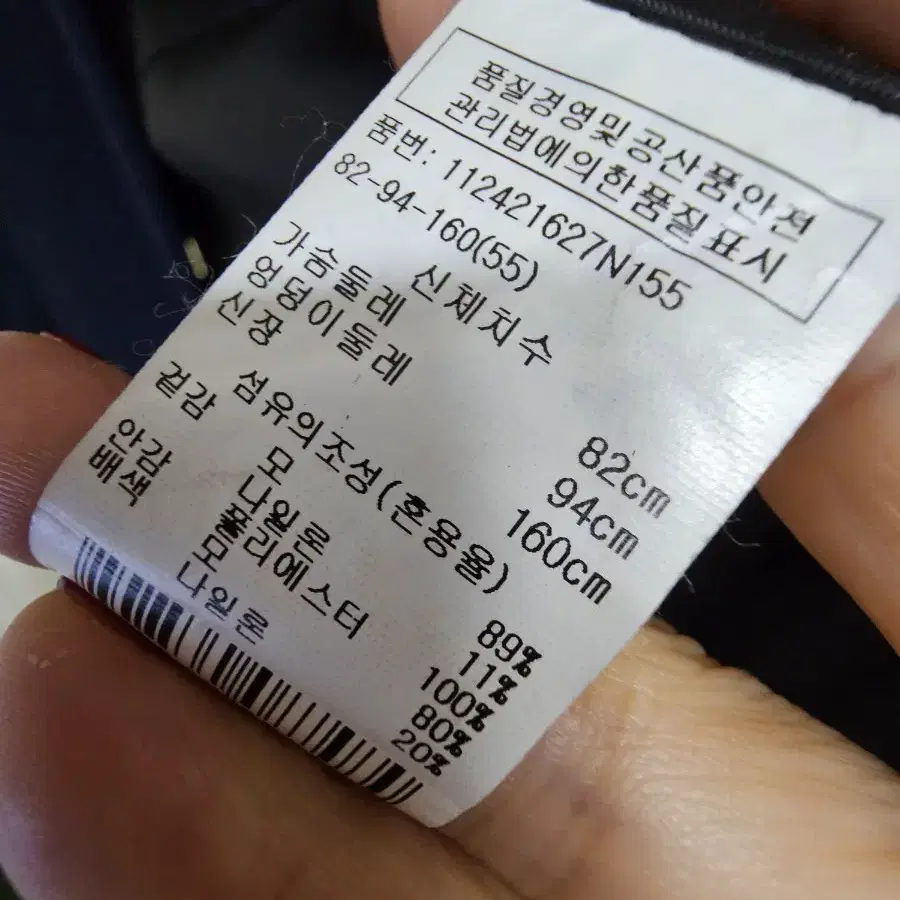 품질경영및공산품안전
관리법에의한품질표시
품번: 112421627N155
82-94-160(55)
신체치수
가슴둘레 82cm
엉덩이둘레 94cm
신장 160cm
섬유의조성(혼용율)
겉감 모 89%
나일론 11%
안감 폴리에스터 100%
배색 모 80%
나일론 20%